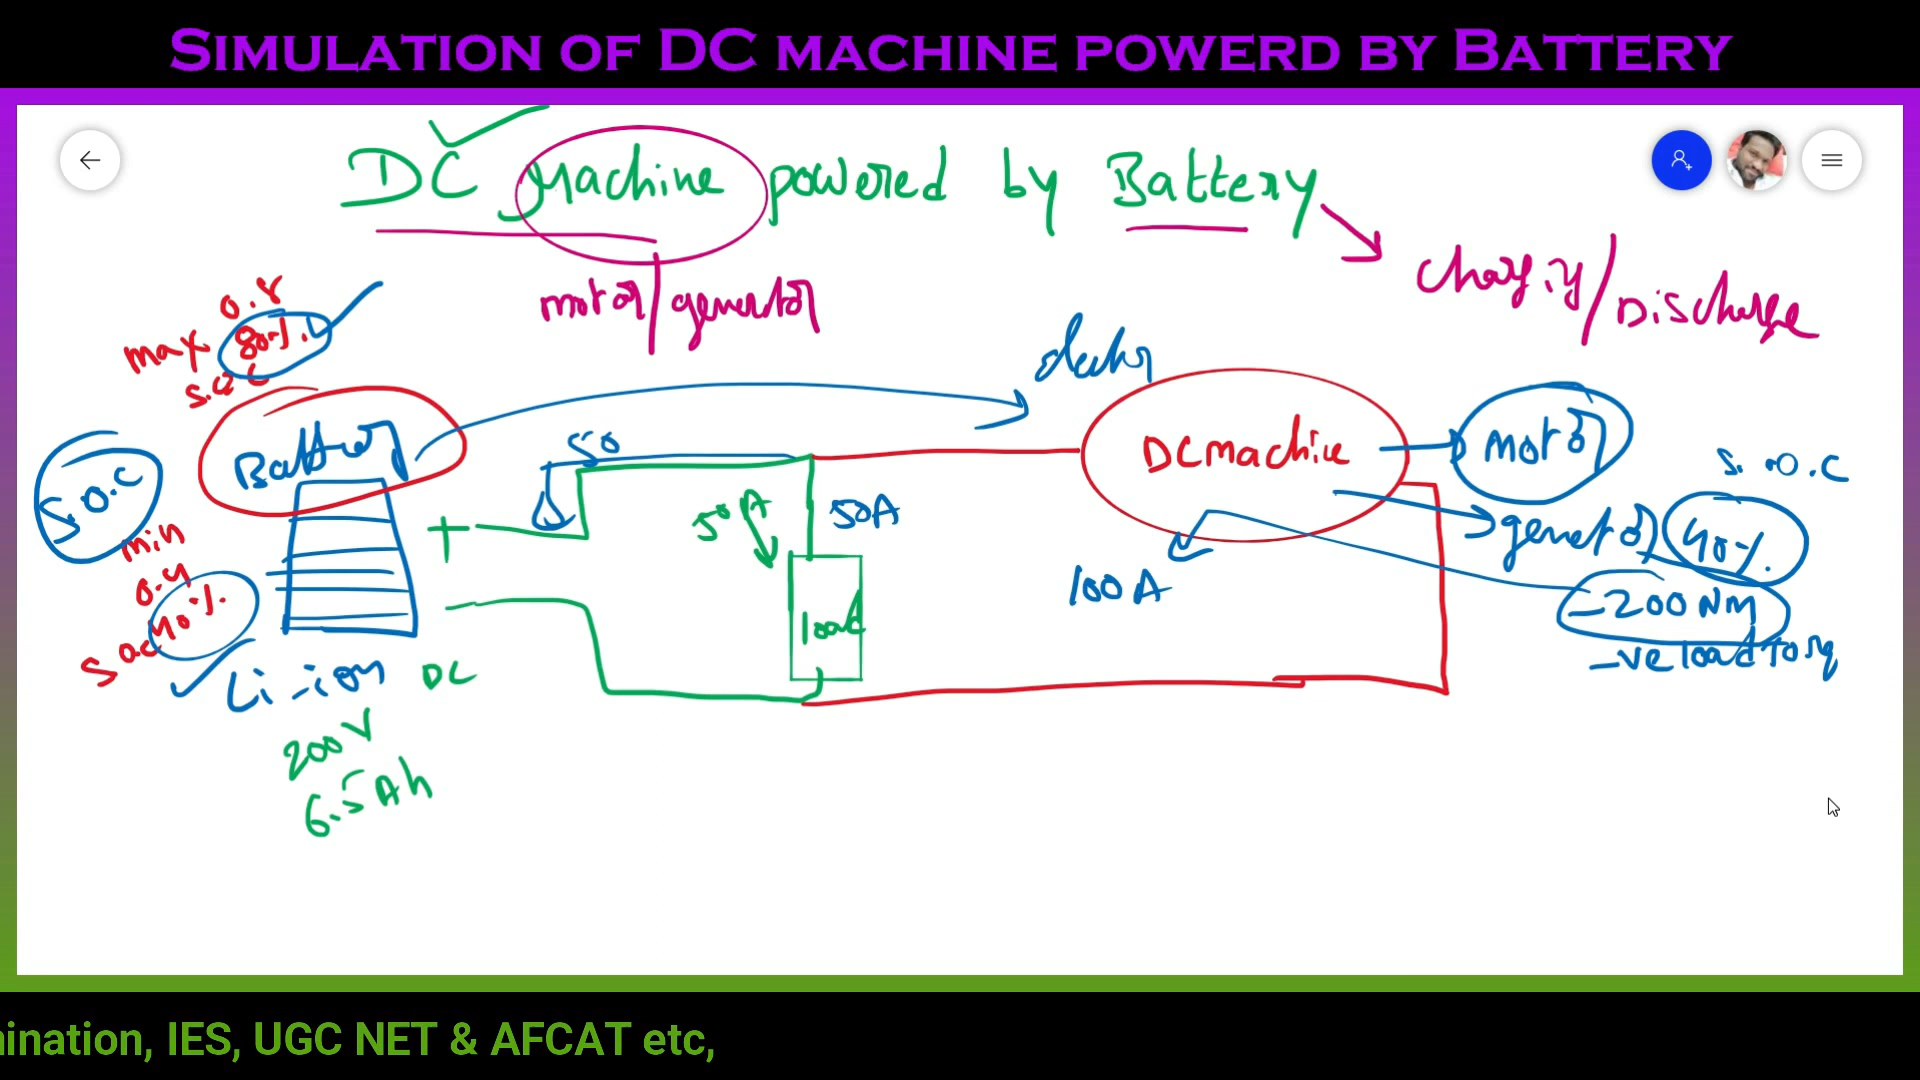 SIMULATION OF DC MACHINE POWERD BY BATTERY
DC Machine powered by Battery
motor/generator
Discharge
0.8
max 80%
S.O.C
Battery
50
DC machine
motor
S.O.C
S.O.C
min
0.4
40%
+
50A
50A
generator 40%
100A
load
-200 Nm
-ve load torq
Li-ion DC
200V
6.5Ah
ination, IES, UGC NET & AFCAT etc,